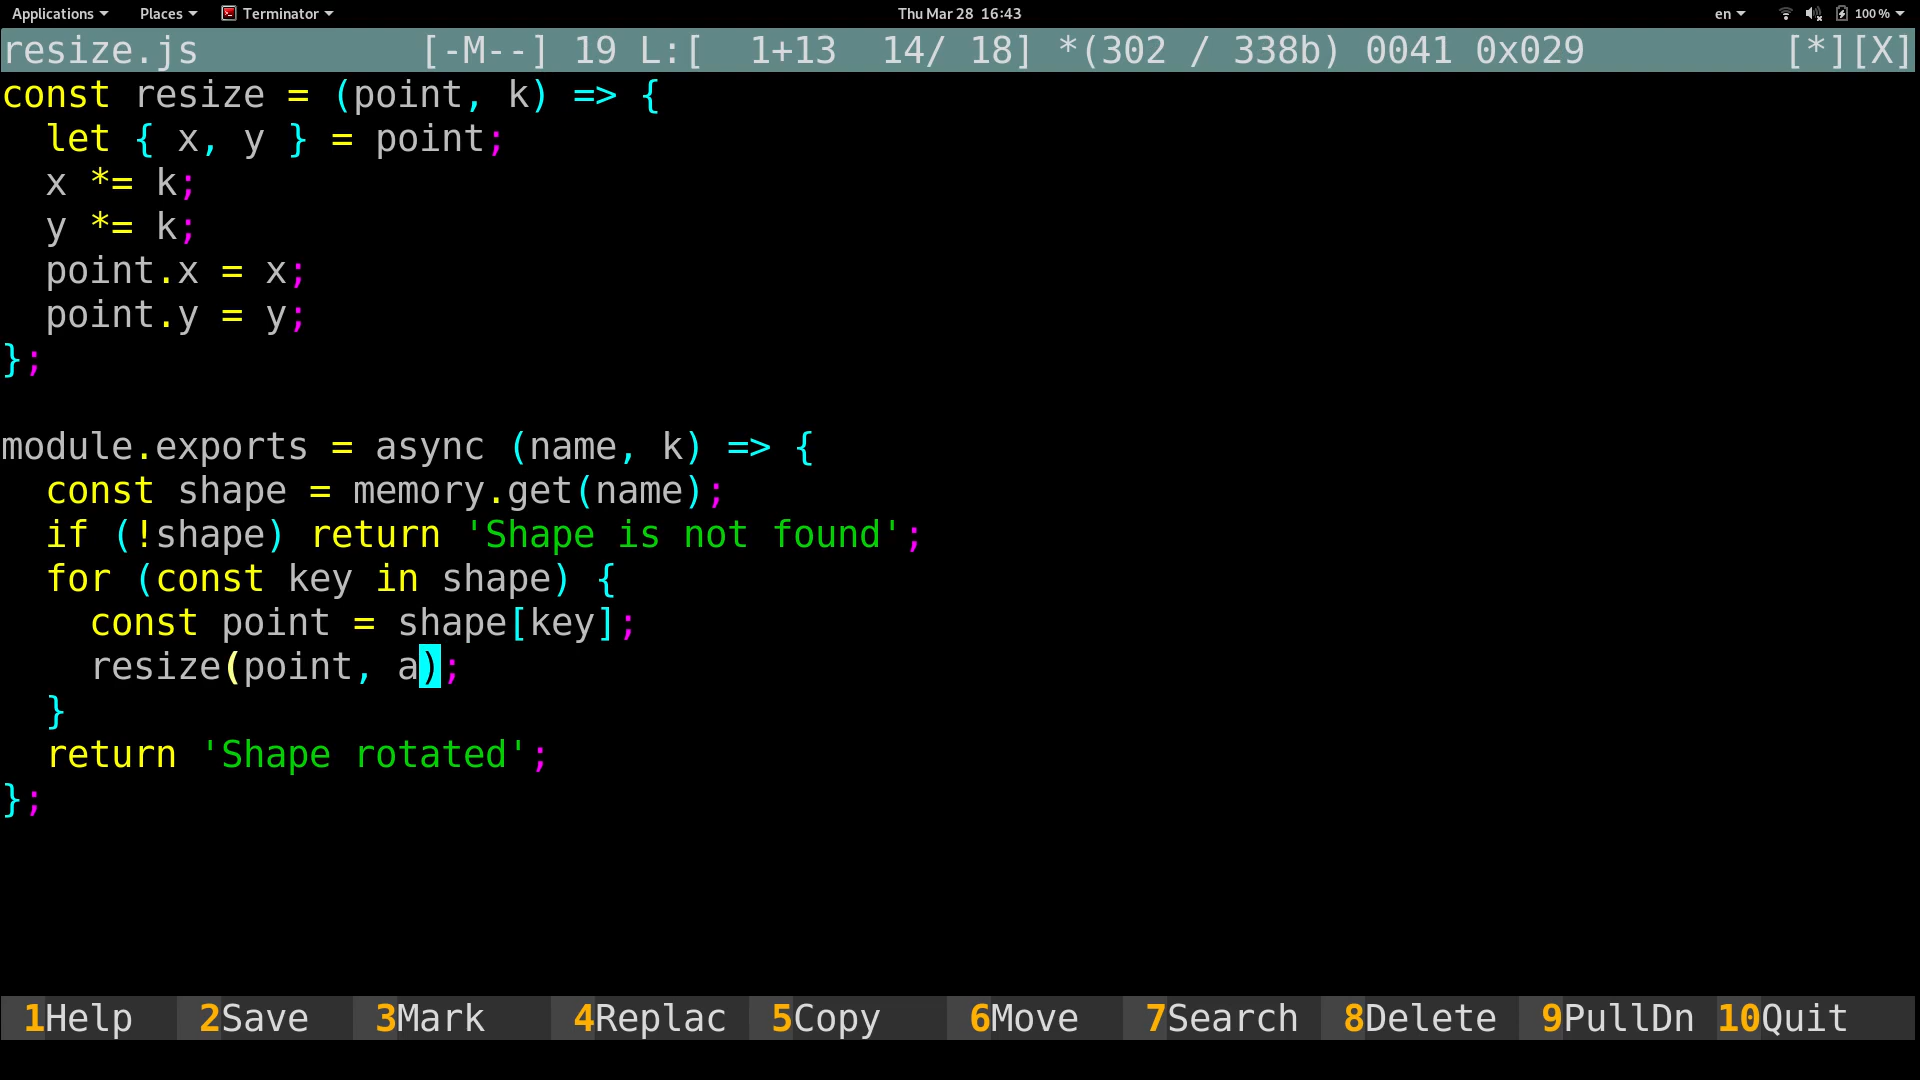 Applications Places Terminator Thu Mar 28 16:43 en 100 %
resize.js [-M--] 19 L:[ 1+13 14/ 18] *(302 / 338b) 0041 0x029 [*][X]
const resize = (point, k) => {
  let { x, y } = point;
  x *= k;
  y *= k;
  point.x = x;
  point.y = y;
};

module.exports = async (name, k) => {
  const shape = memory.get(name);
  if (!shape) return 'Shape is not found';
  for (const key in shape) {
    const point = shape[key];
    resize(point, a);
  }
  return 'Shape rotated';
};
1Help 2Save 3Mark 4Replac 5Copy 6Move 7Search 8Delete 9PullDn 10Quit